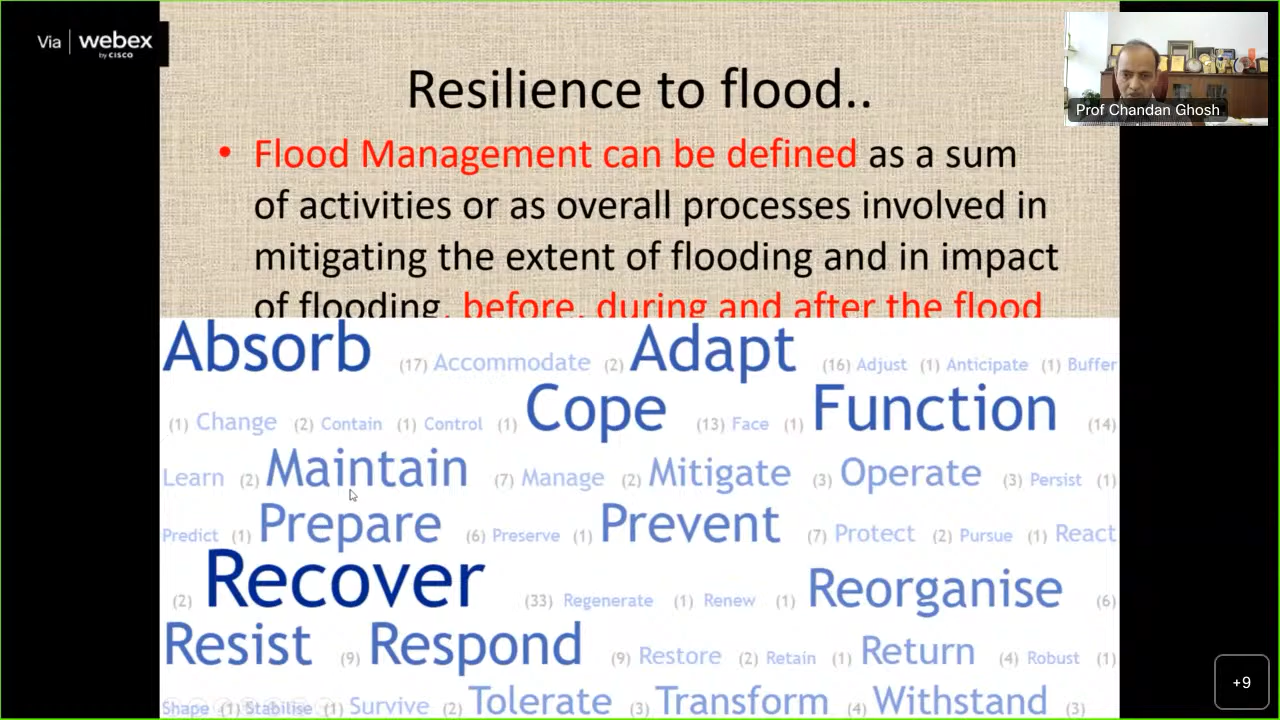 Via webex
by CISCO
Prof Chandan Ghosh
Resilience to flood..
• Flood Management can be defined as a sum
of activities or as overall processes involved in
mitigating the extent of flooding and in impact
of flooding, before, during and after the flood
Absorb (17) Accommodate (2) Adapt (16) Adjust (1) Anticipate (1) Buffer
(1) Change (2) Contain (1) Control (1) Cope (13) Face (1) Function (14)
Learn (2) Maintain (7) Manage (2) Mitigate (3) Operate (3) Persist (1)
Predict (1) Prepare (6) Preserve (1) Prevent (7) Protect (2) Pursue (1) React
(2) Recover (33) Regenerate (1) Renew (1) Reorganise (6)
Resist (9) Respond (9) Restore (2) Retain (1) Return (4) Robust (1)
Shape (1) Stabilise (1) Survive (2) Tolerate (3) Transform (4) Withstand (3)
+9